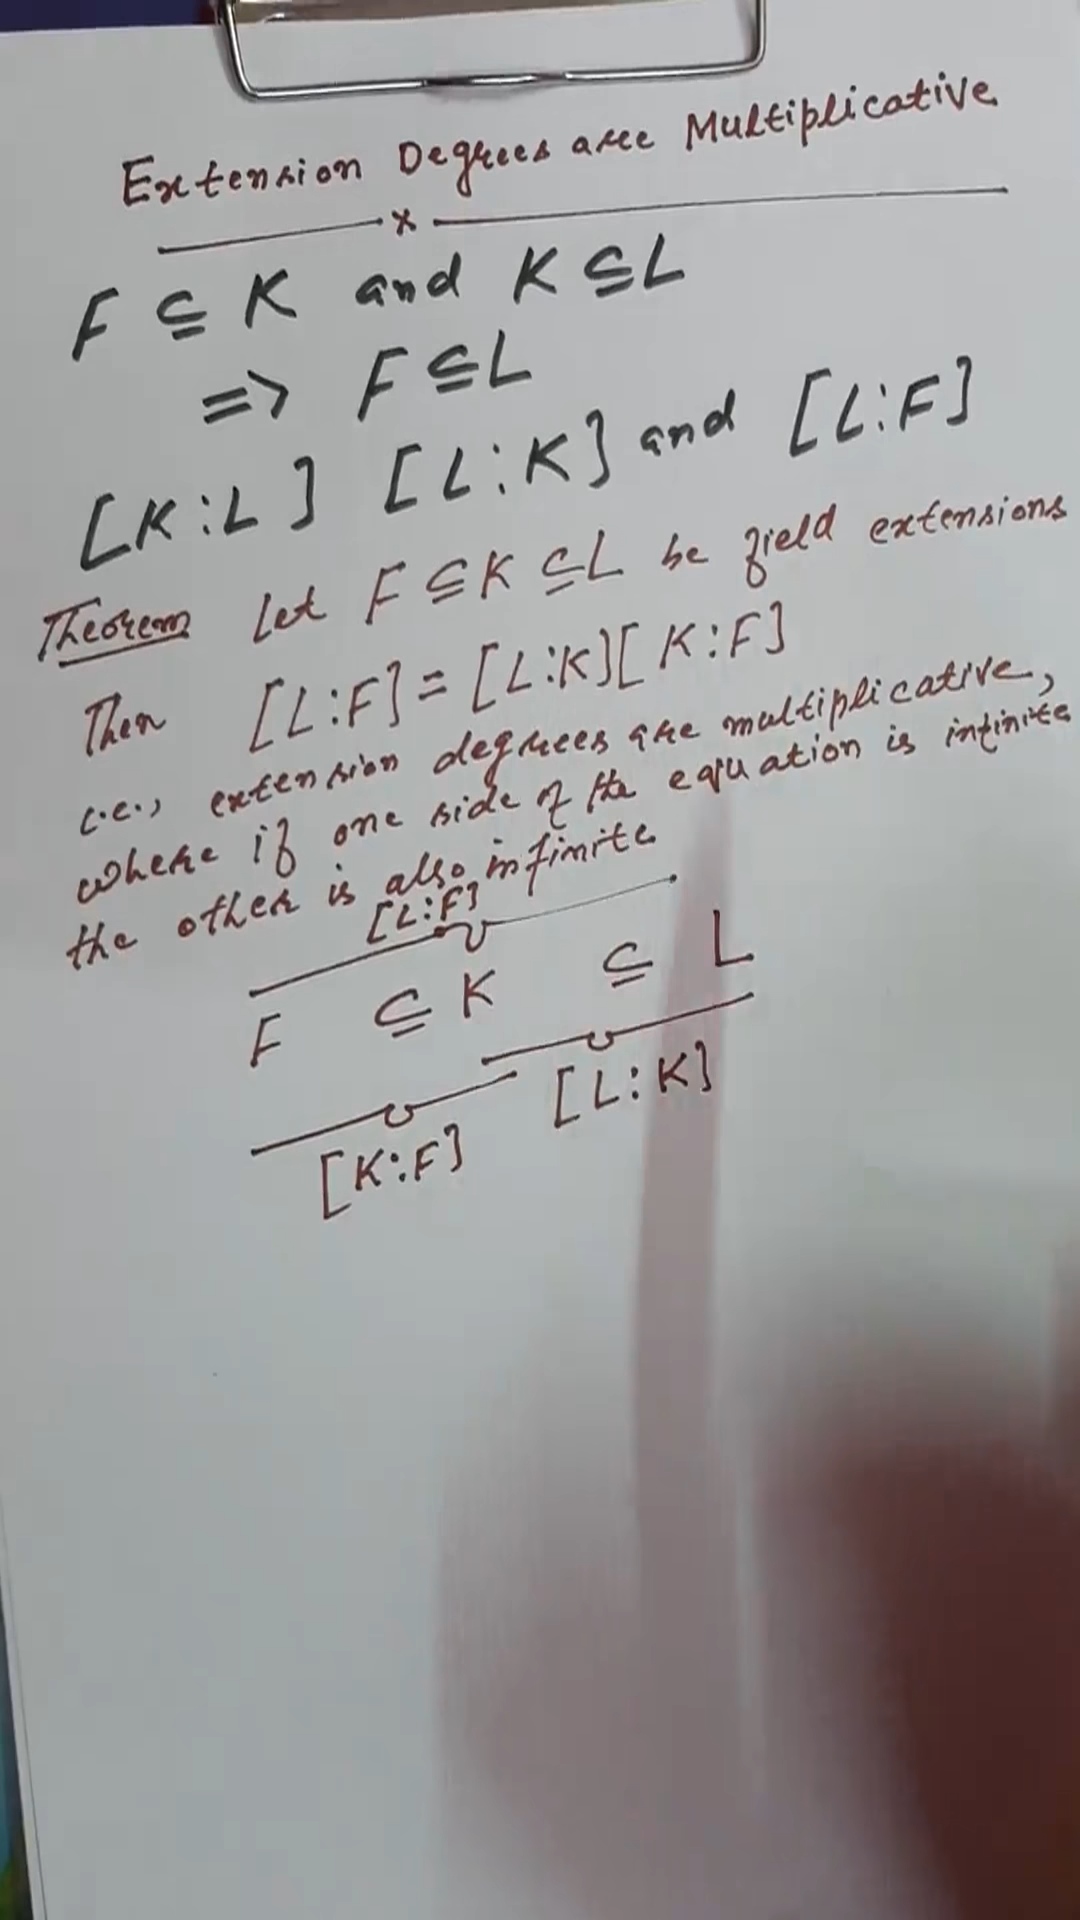 Extension Degrees are Multiplicative
x
F ⊆ K and K ⊆ L
=> F ⊆ L
[K:L] [L:K] and [L:F]
Theorem Let F ⊆ K ⊆ L be field extensions
Then [L:F] = [L:K][K:F]
i.e., extension degrees are multiplicative,
where if one side of the equation is infinite
the other is also infinite
[L:F]
F ⊆ K ⊆ L
[L:K]
[K:F]